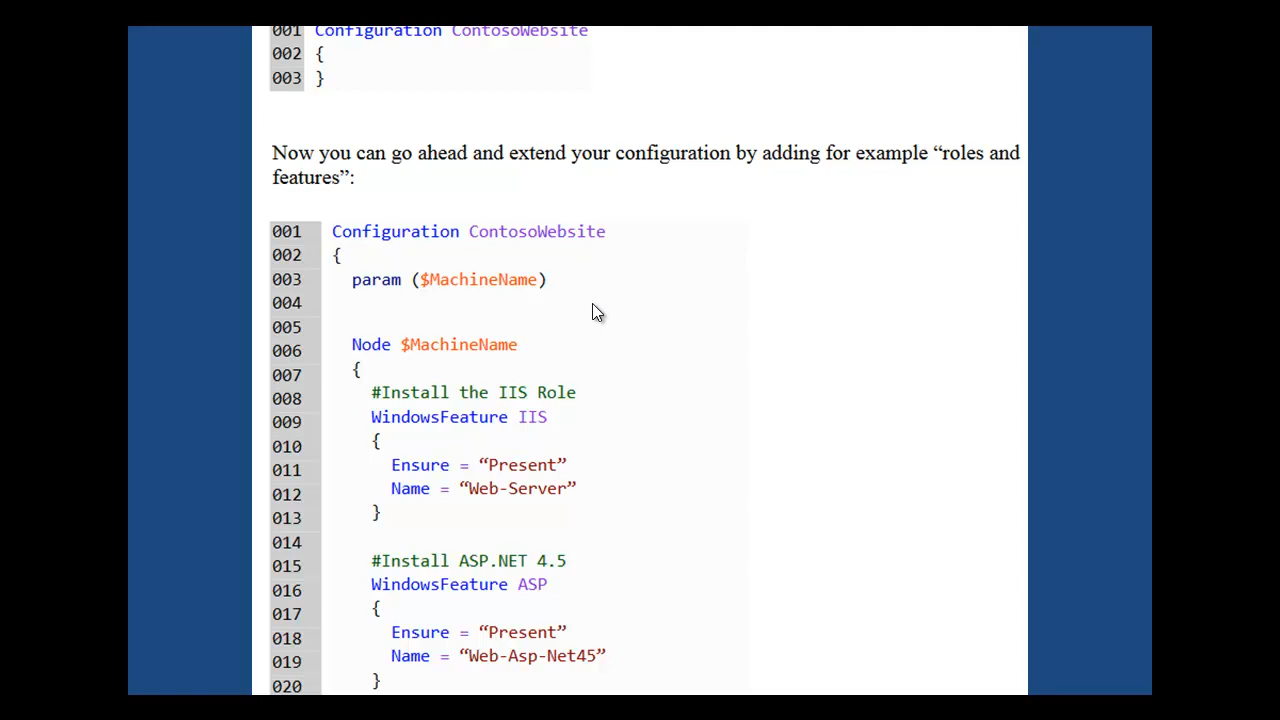 001 Configuration ContosoWebsite
002 {
003 }
Now you can go ahead and extend your configuration by adding for example “roles and
features”:
001 Configuration ContosoWebsite
002 {
003 param ($MachineName)
004
005
006 Node $MachineName
007 {
008 #Install the IIS Role
009 WindowsFeature IIS
010 {
011 Ensure = “Present”
012 Name = “Web-Server”
013 }
014
015 #Install ASP.NET 4.5
016 WindowsFeature ASP
017 {
018 Ensure = “Present”
019 Name = “Web-Asp-Net45”
020 }